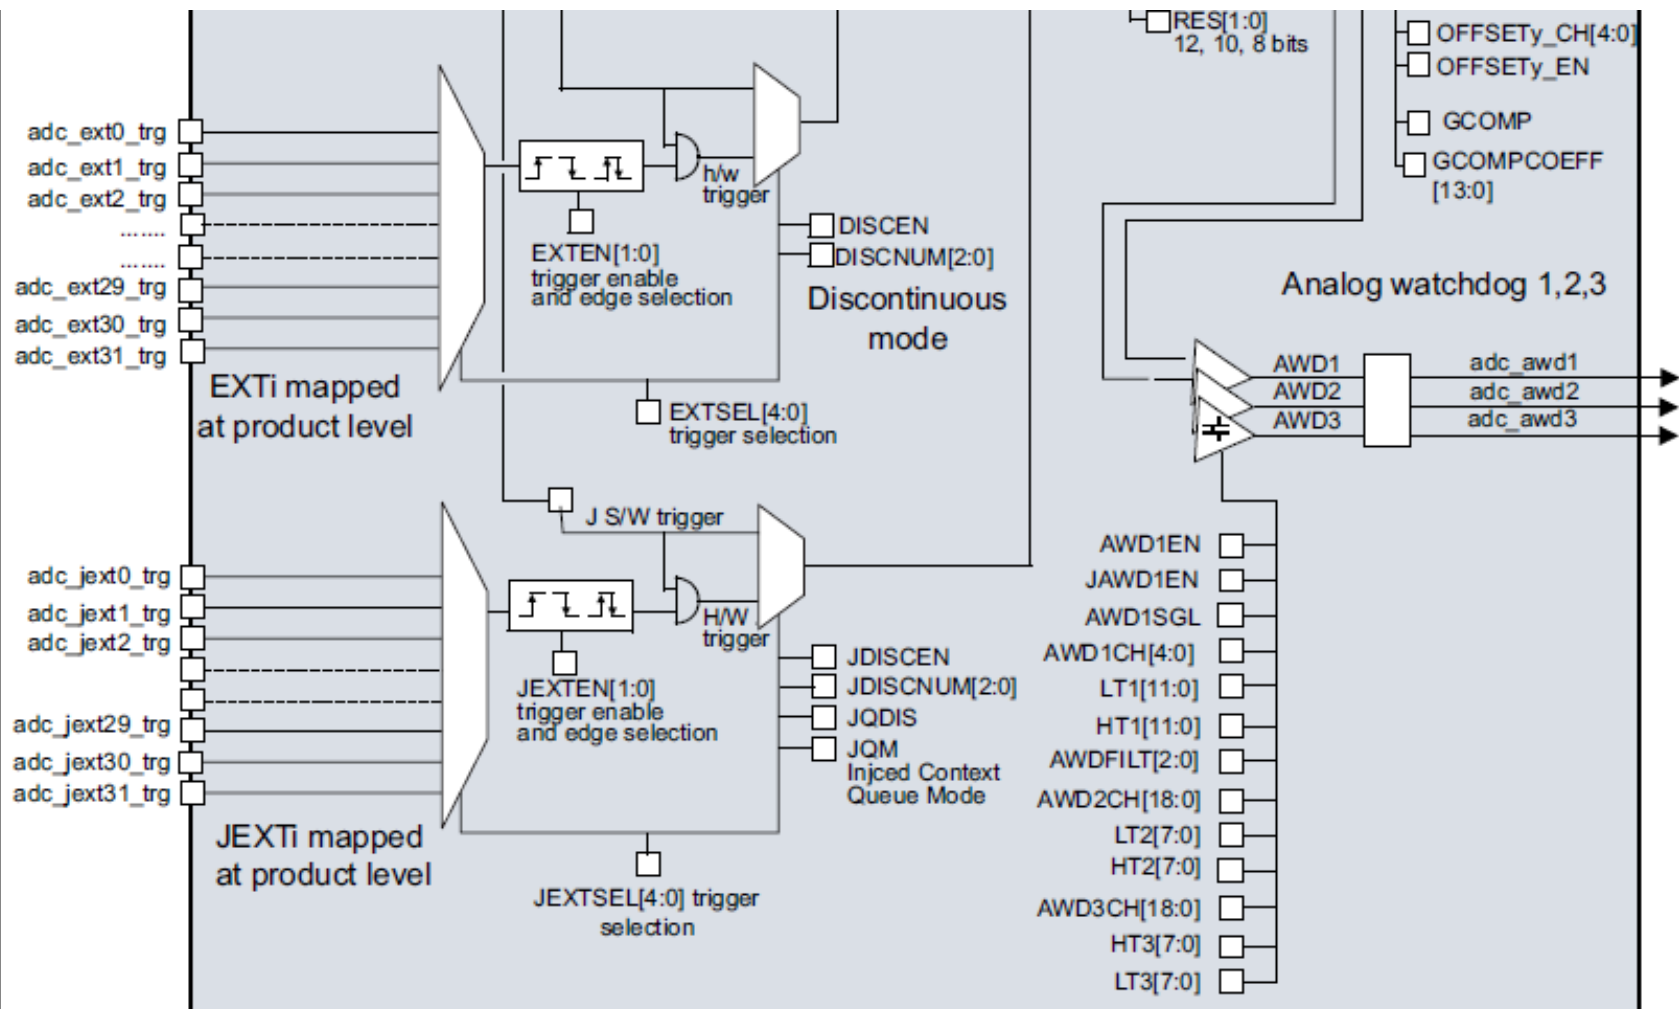 RES[1:0]
12, 10, 8 bits
OFFSETy_CH[4:0]
OFFSETy_EN
GCOMP
GCOMPCOEFF
[13:0]
adc_ext0_trg
adc_ext1_trg
adc_ext2_trg
.......
.......
adc_ext29_trg
adc_ext30_trg
adc_ext31_trg
EXTi mapped
at product level
h/w
trigger
EXTEN[1:0]
trigger enable
and edge selection
DISCEN
DISCNUM[2:0]
Discontinuous
mode
EXTSEL[4:0]
trigger selection
Analog watchdog 1,2,3
AWD1
AWD2
AWD3
adc_awd1
adc_awd2
adc_awd3
J S/W trigger
adc_jext0_trg
adc_jext1_trg
adc_jext2_trg
adc_jext29_trg
adc_jext30_trg
adc_jext31_trg
JEXTi mapped
at product level
H/W
trigger
JEXTEN[1:0]
trigger enable
and edge selection
JDISCEN
JDISCNUM[2:0]
JQDIS
JQM
Injced Context
Queue Mode
JEXTSEL[4:0] trigger
selection
AWD1EN
JAWD1EN
AWD1SGL
AWD1CH[4:0]
LT1[11:0]
HT1[11:0]
AWDFILT[2:0]
AWD2CH[18:0]
LT2[7:0]
HT2[7:0]
AWD3CH[18:0]
HT3[7:0]
LT3[7:0]